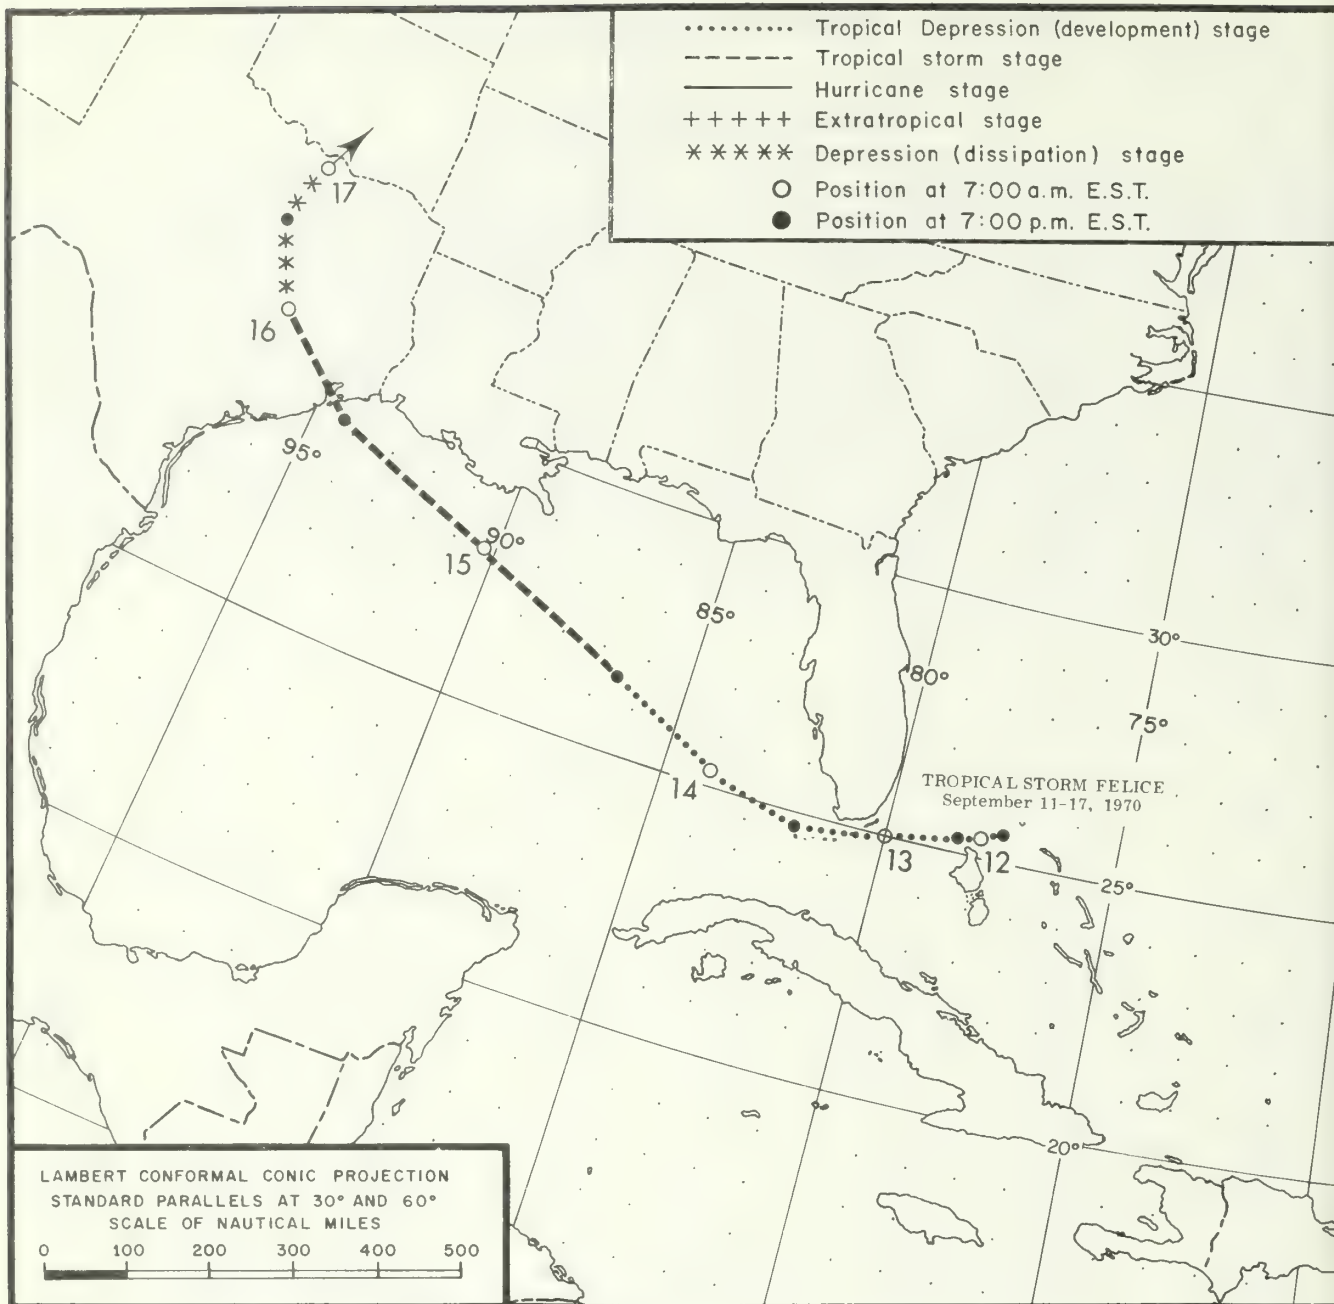 Tropical Depression (development) stage
Tropical storm stage
Hurricane stage
+ + + + + Extratropical stage
＊＊＊＊＊ Depression (dissipation) stage
Position at 7:00 a.m. E.S.T.
Position at 7:00 p.m. E.S.T.
17
16
95°
90°
15
85°
30°
80°
75°
14
TROPICAL STORM FELICE
September 11-17, 1970
13
12
25°
20°
LAMBERT CONFORMAL CONIC PROJECTION
STANDARD PARALLELS AT 30° AND 60°
SCALE OF NAUTICAL MILES
0 100 200 300 400 500